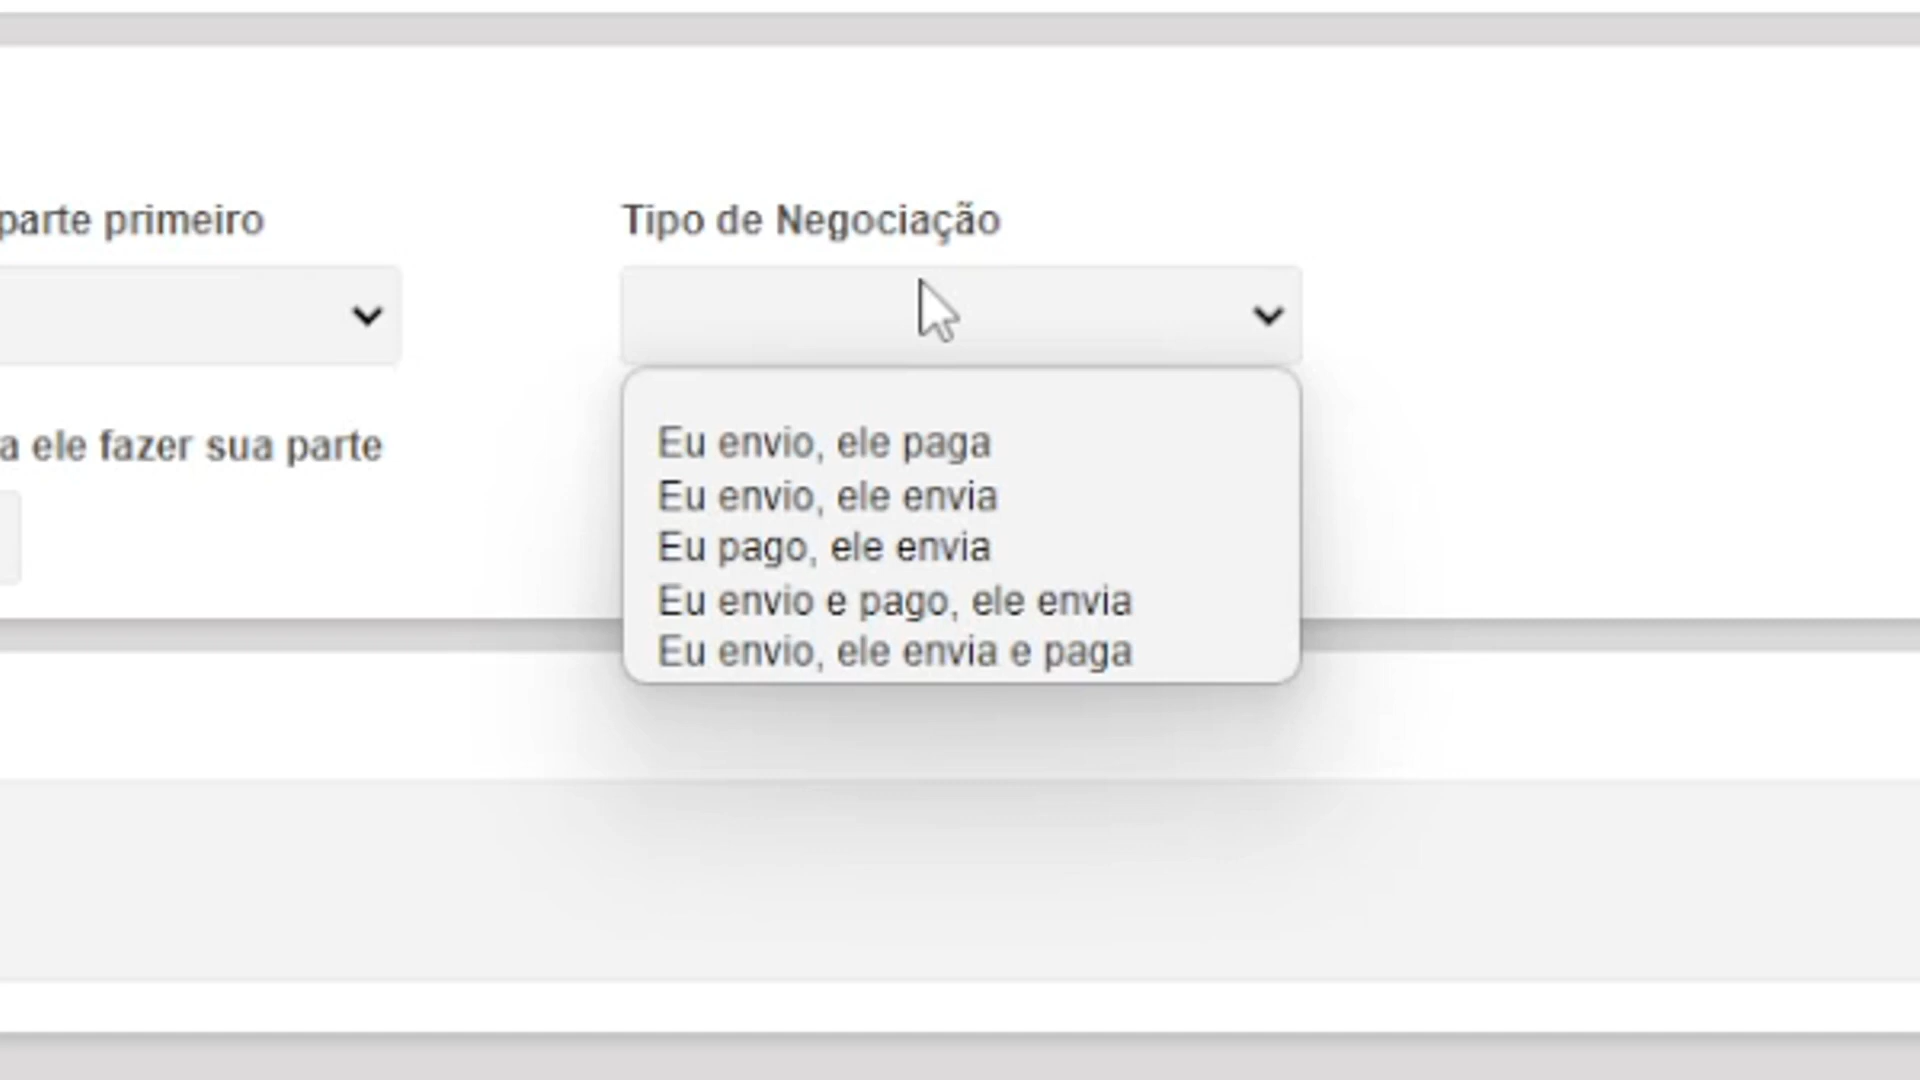 parte primeiro
Tipo de Negociação
a ele fazer sua parte
Eu envio, ele paga
Eu envio, ele envia
Eu pago, ele envia
Eu envio e pago, ele envia
Eu envio, ele envia e paga